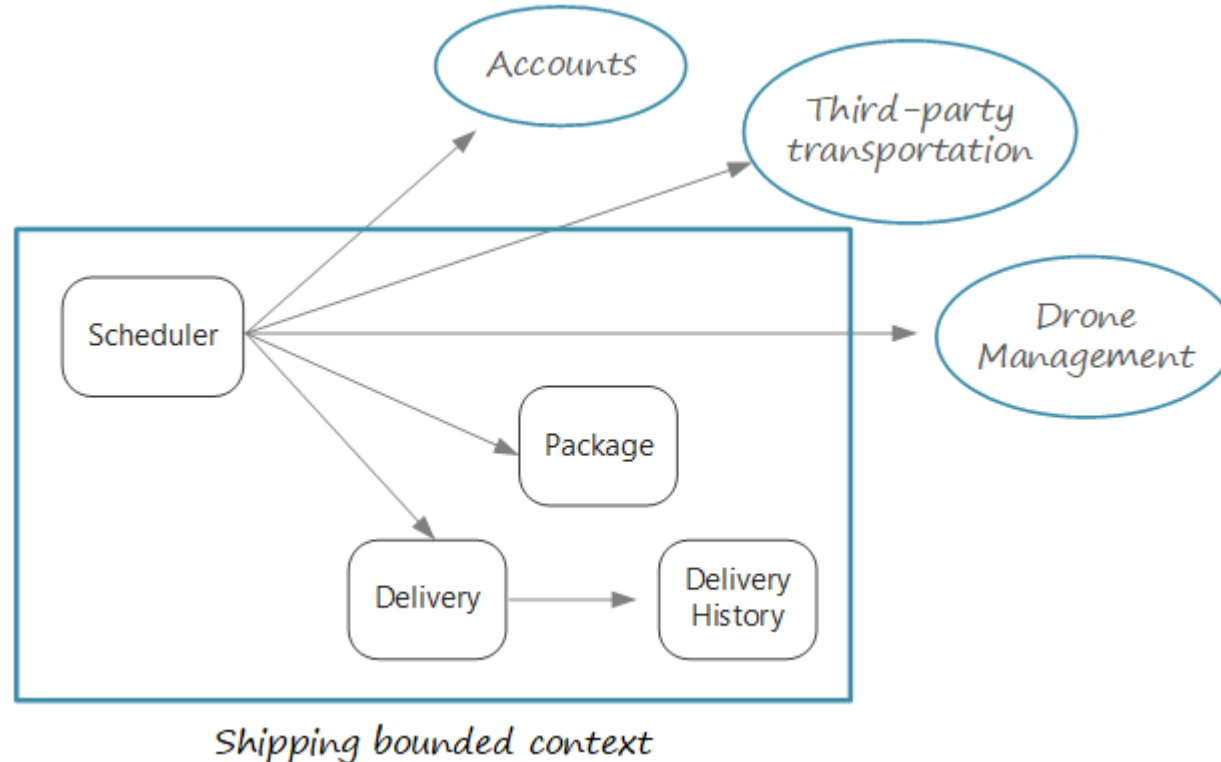 Accounts
Third-party
transportation
Scheduler
Drone
Management
Package
Delivery
Delivery
History
Shipping bounded context